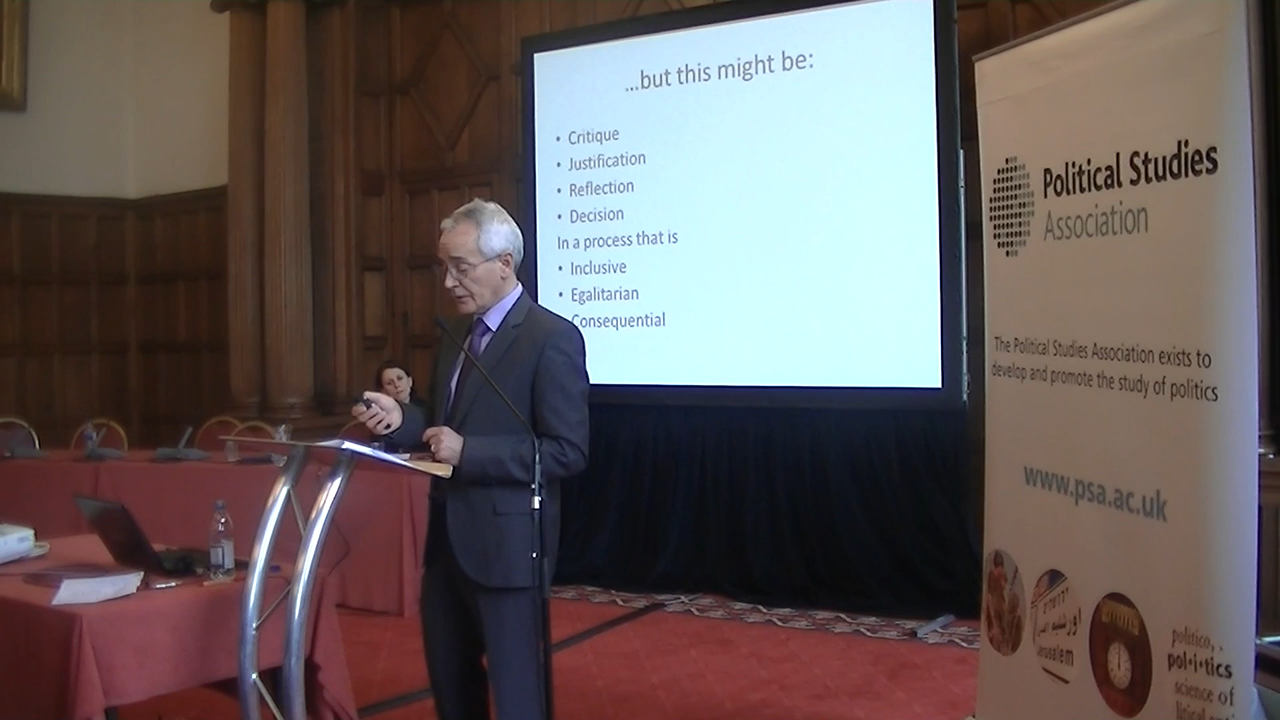 ...but this might be:
• Critique
• Justification
• Reflection
• Decision
In a process that is
• Inclusive
• Egalitarian
Consequential
Political Studies
Association
The Political Studies Association exists to
develop and promote the study of politics
www.psa.ac.uk
Jerusalem
politico,
pol•i•tics
science of